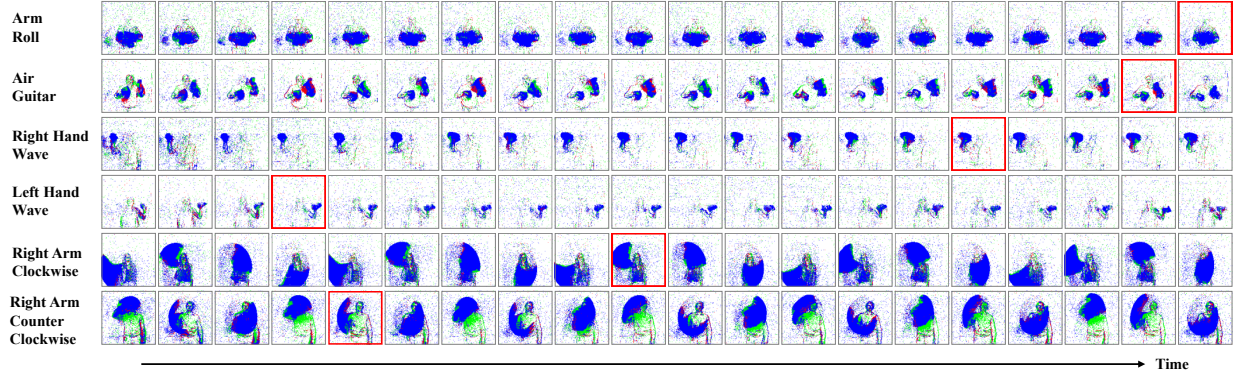 Arm
Roll
Air
Guitar
Right Hand
Wave
Left Hand
Wave
Right Arm
Clockwise
Right Arm
Counter
Clockwise
Time